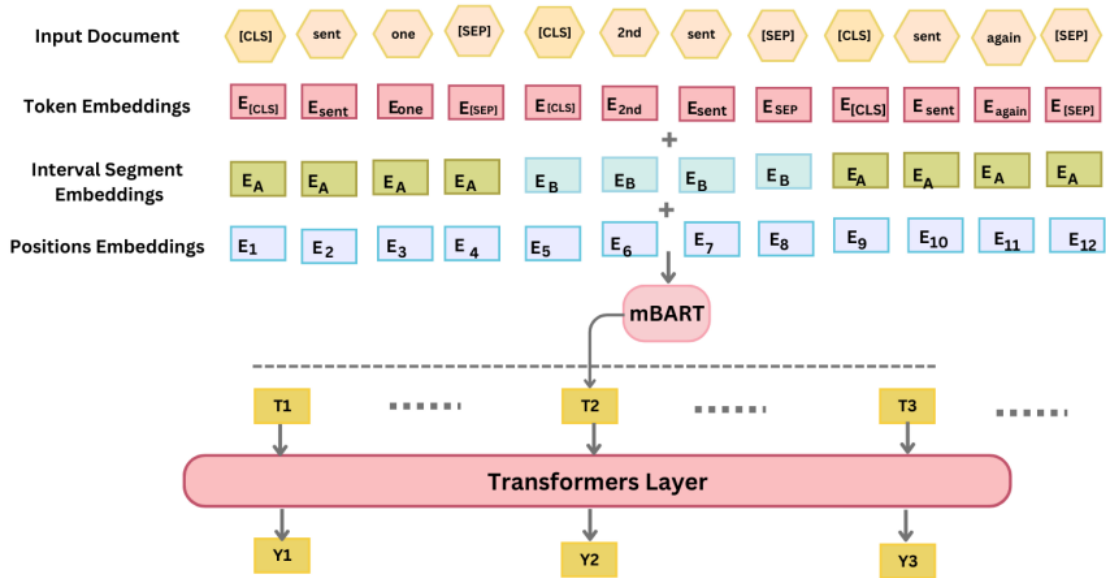 Input Document [CLS] sent one [SEP] [CLS] 2nd sent [SEP] [CLS] sent again [SEP]
Token Embeddings E[CLS] Esent Eone E[SEP] E[CLS] E2nd Esent ESEP E[CLS] Esent Eagain E[SEP]
+
Interval Segment
Embeddings
EA EA EA EA EB EB EB EB EA EA EA EA
+
Positions Embeddings E1 E2 E3 E4 E5 E6 E7 E8 E9 E10 E11 E12
mBART
T1 T2 T3
Transformers Layer
Y1 Y2 Y3